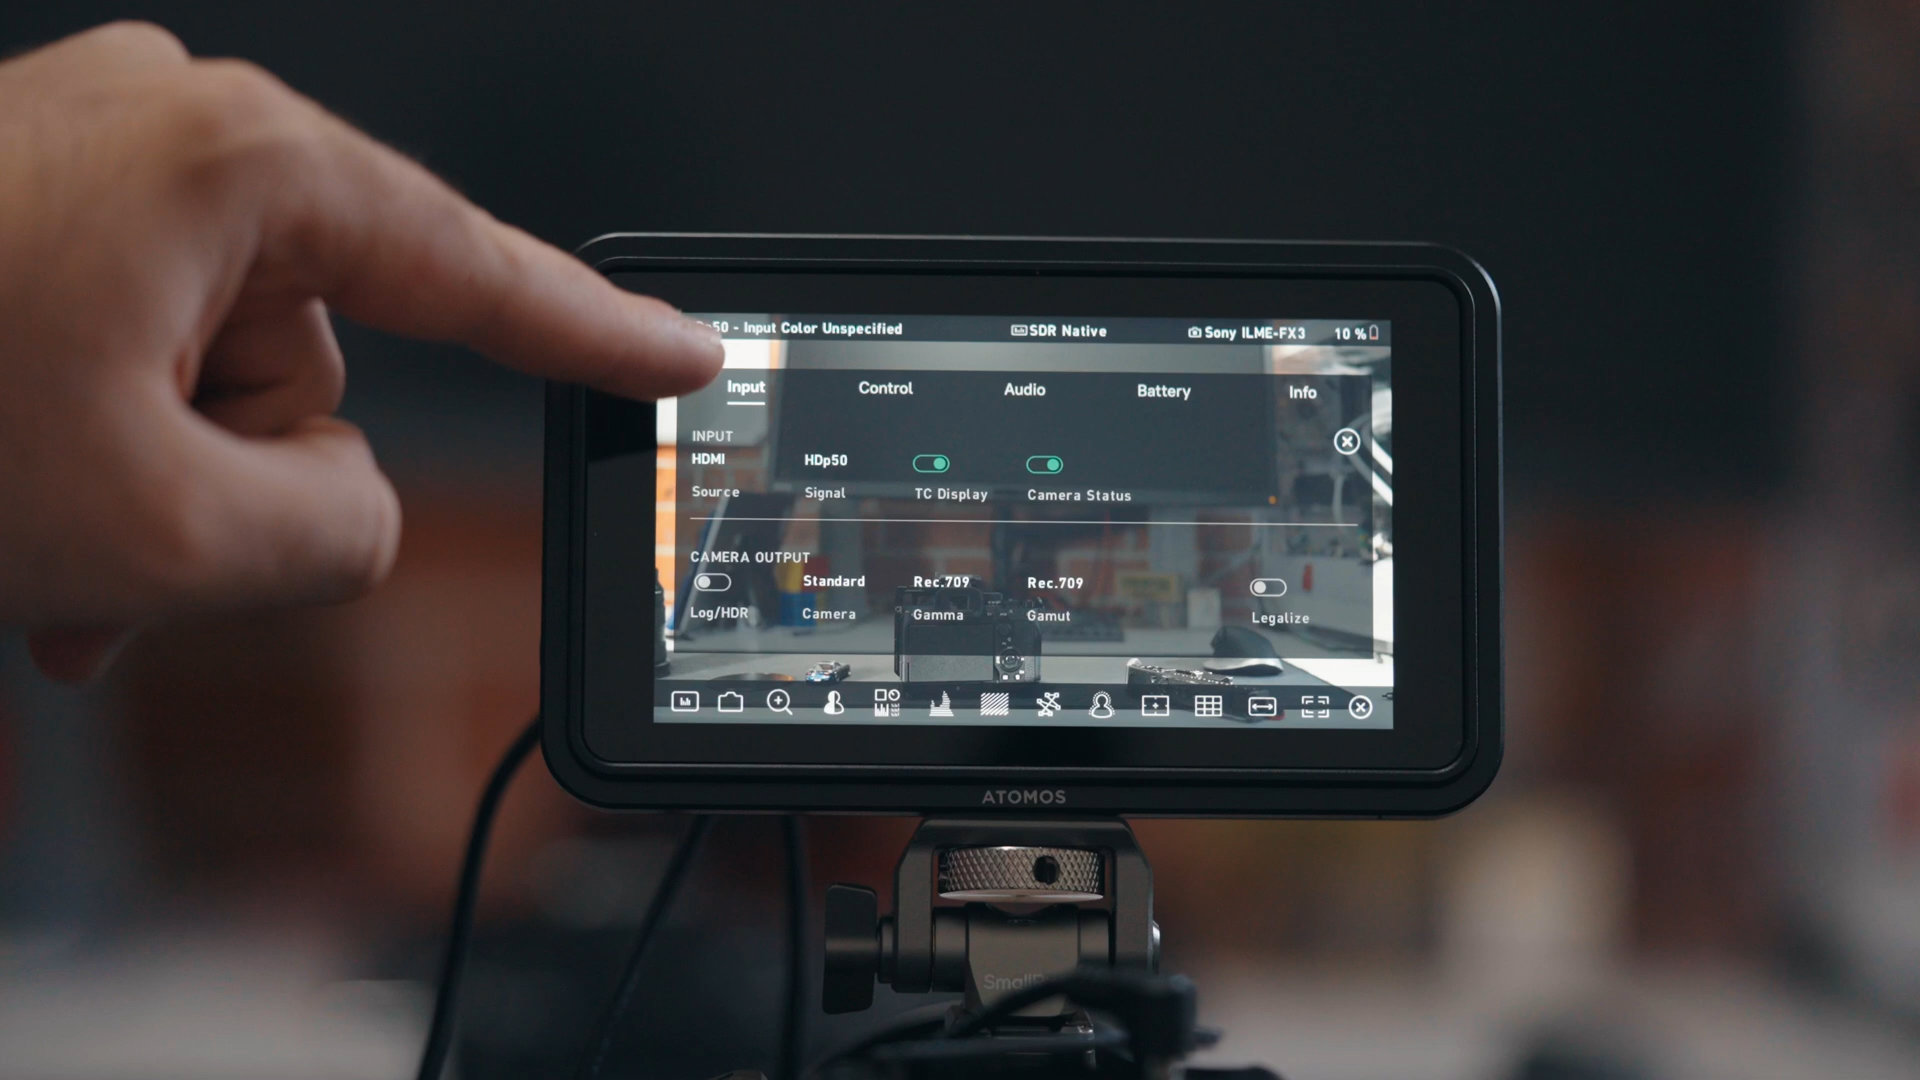 50 - Input Color Unspecified
SDR Native
Sony ILME-FX3
10 %
Input
Control
Audio
Battery
Info
INPUT
HDMI
HDp50
Source
Signal
TC Display
Camera Status
CAMERA OUTPUT
Standard
Rec.709
Rec.709
Log/HDR
Camera
Gamma
Gamut
Legalize
ATOMOS